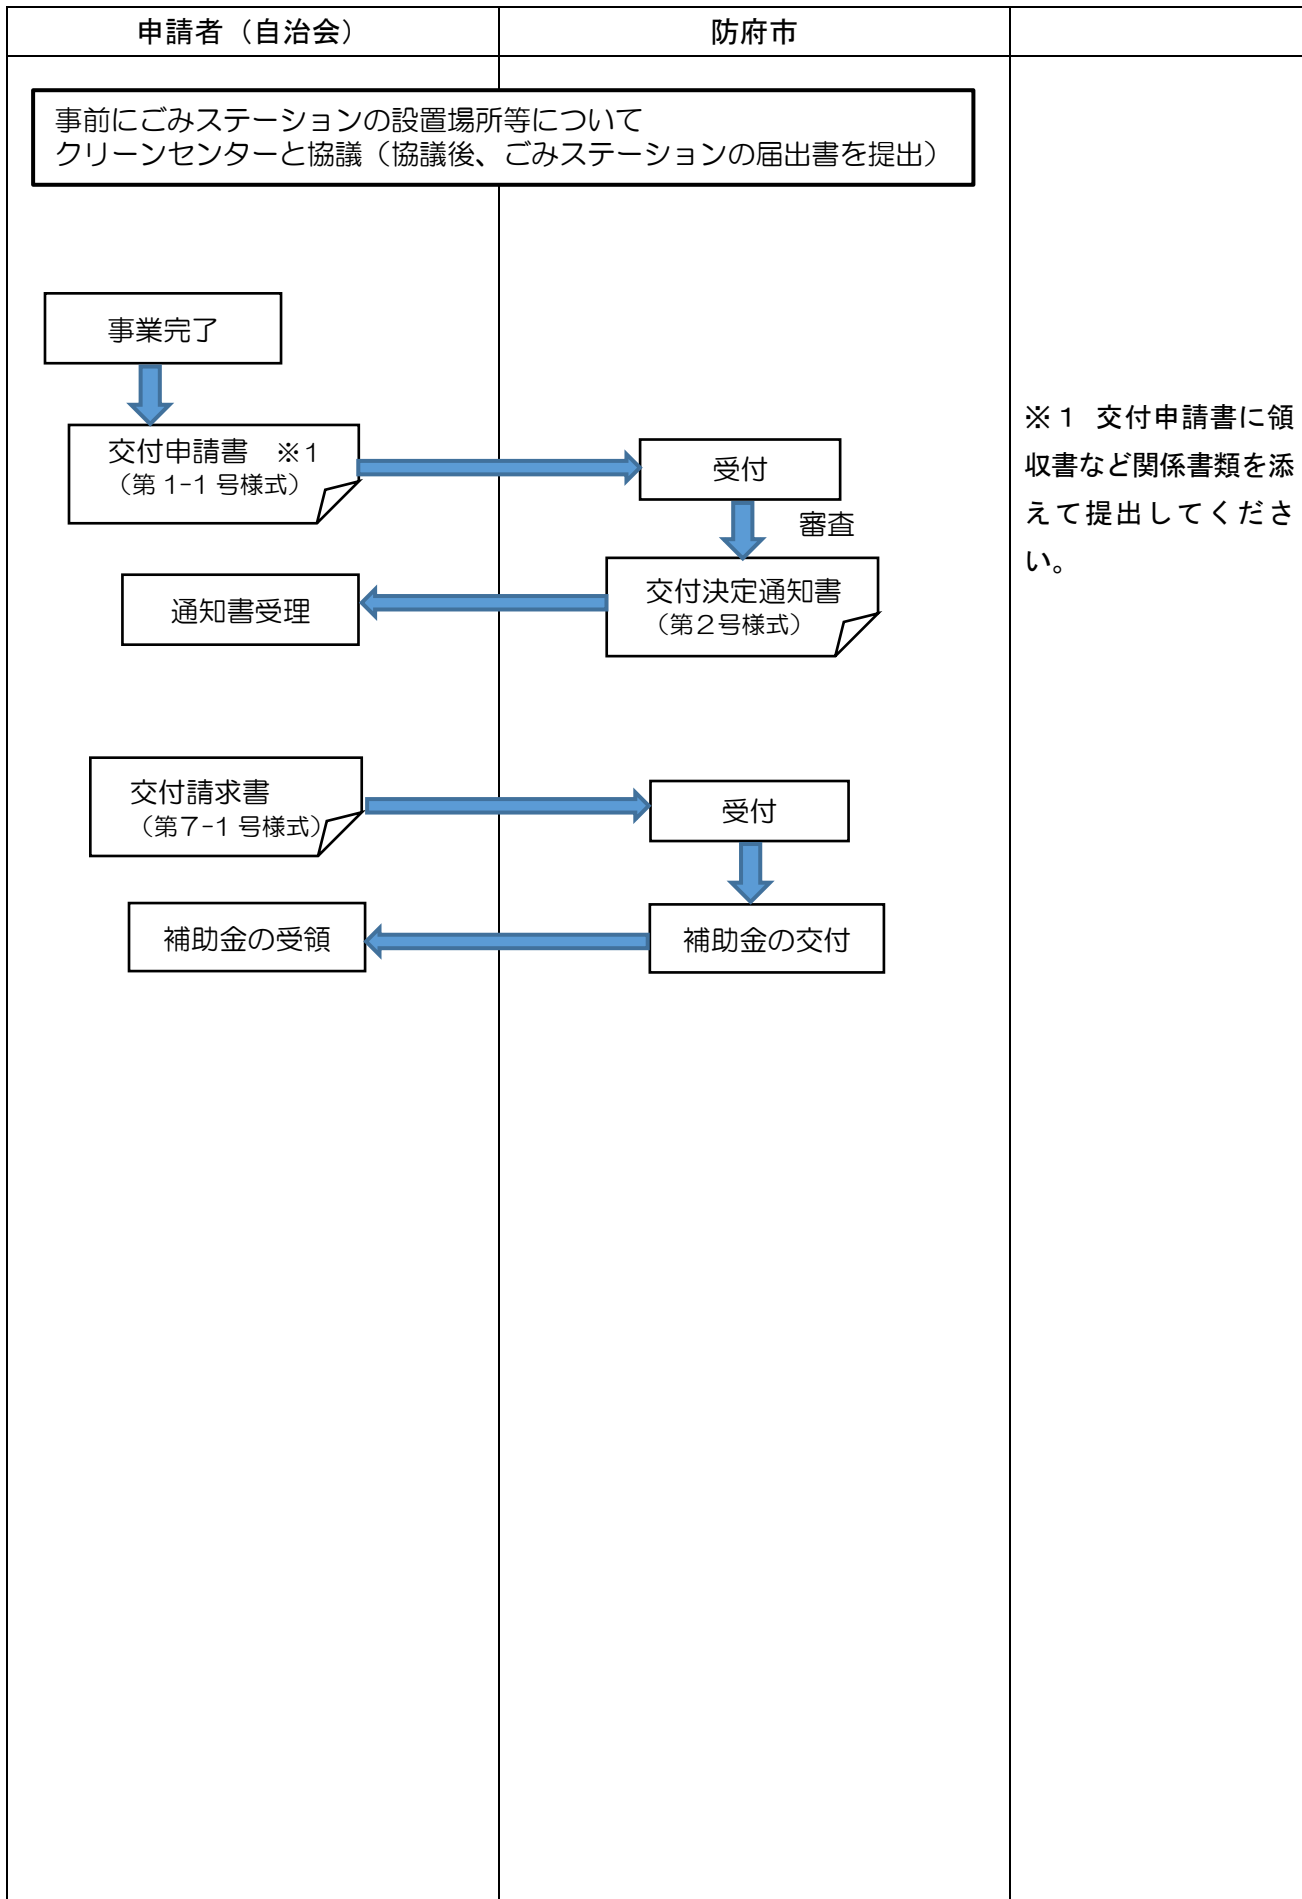 申請者（自治会）
防府市
事前にごみステーションの設置場所等について
クリーンセンターと協議（協議後、ごみステーションの届出書を提出）
事業完了
交付申請書　※１
（第 1-1 号様式）
受付
審査
交付決定通知書
（第２号様式）
通知書受理
※１　交付申請書に領
収書など関係書類を添
えて提出してくださ
い。
交付請求書
（第７-1 号様式）
受付
補助金の受領
補助金の交付